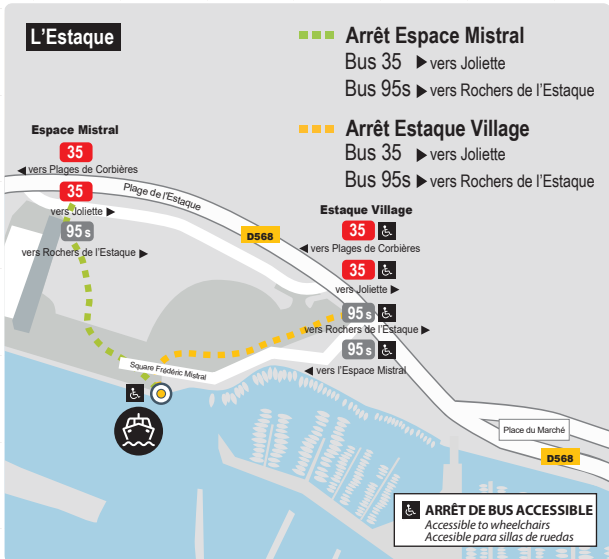 L'Estaque
Arrêt Espace Mistral
Bus 35 ▶ vers Joliette
Bus 95s ▶ vers Rochers de l'Estaque
Arrêt Estaque Village
Bus 35 ▶ vers Joliette
Bus 95s ▶ vers Rochers de l'Estaque
Espace Mistral
35
◀ vers Plages de Corbières
35
vers Joliette ▶
95 s
vers Rochers de l'Estaque ▶
Plage de l'Estaque
D568
Estaque Village
35
◀ vers Plages de Corbières
35
vers Joliette ▶
95 s
vers Rochers de l'Estaque ▶
95 s
◀ vers l'Espace Mistral
Square Frédéric Mistral
Place du Marché
D568
ARRÊT DE BUS ACCESSIBLE
Accessible to wheelchairs
Accesible para sillas de ruedas